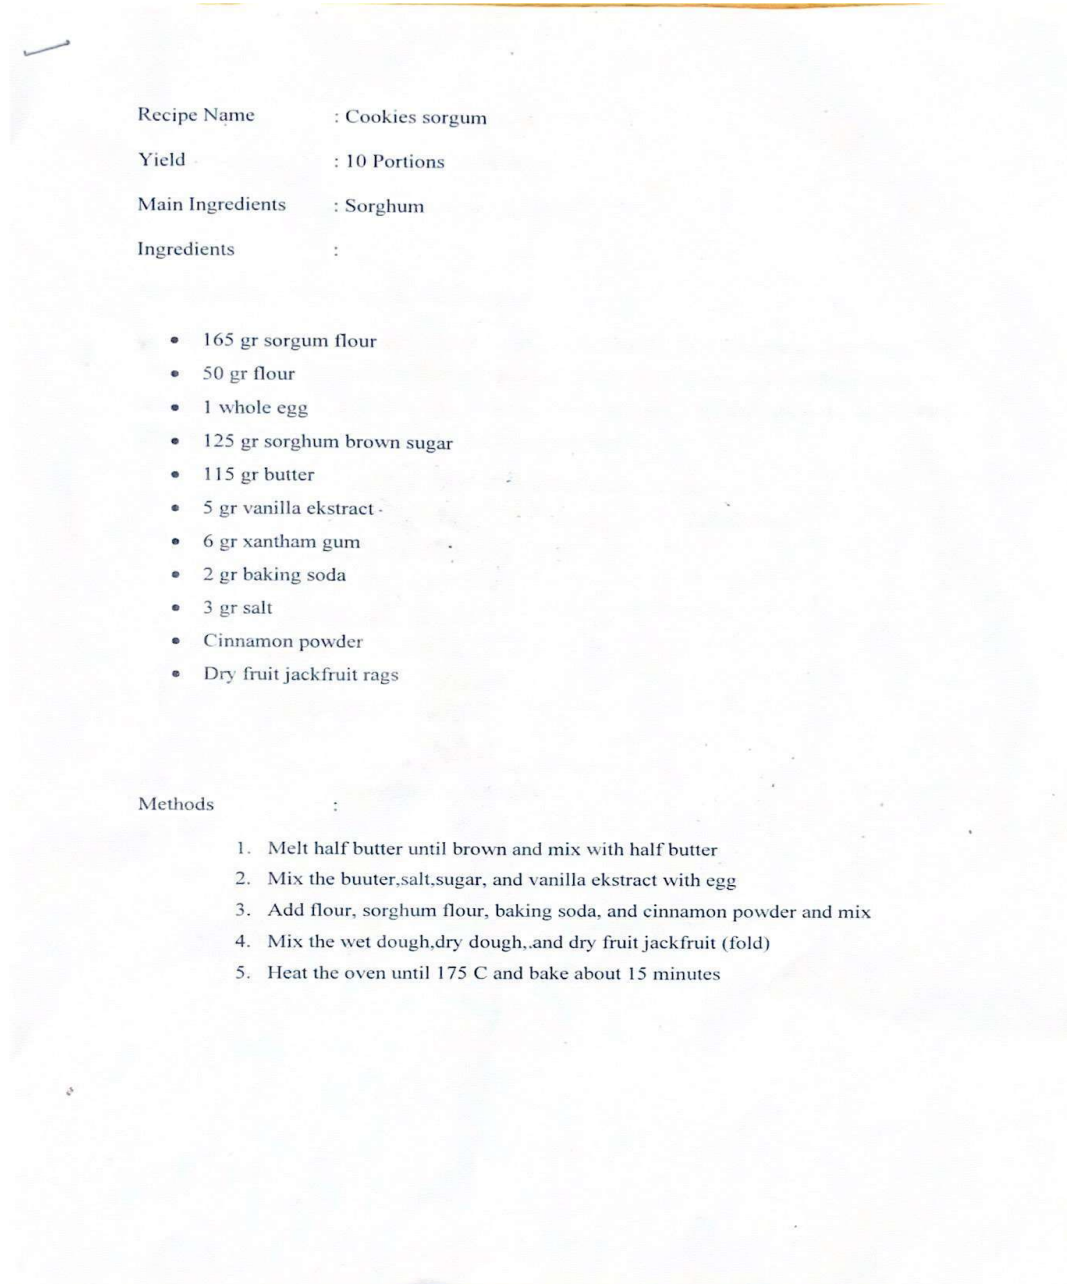 Recipe Name : Cookies sorgum
Yield : 10 Portions
Main Ingredients : Sorghum
Ingredients :
• 165 gr sorgum flour
• 50 gr flour
• 1 whole egg
• 125 gr sorghum brown sugar
• 115 gr butter
• 5 gr vanilla ekstract
• 6 gr xantham gum
• 2 gr baking soda
• 3 gr salt
• Cinnamon powder
• Dry fruit jackfruit rags
Methods :
1. Melt half butter until brown and mix with half butter
2. Mix the buuter,salt,sugar, and vanilla ekstract with egg
3. Add flour, sorghum flour, baking soda, and cinnamon powder and mix
4. Mix the wet dough,dry dough,.and dry fruit jackfruit (fold)
5. Heat the oven until 175 C and bake about 15 minutes